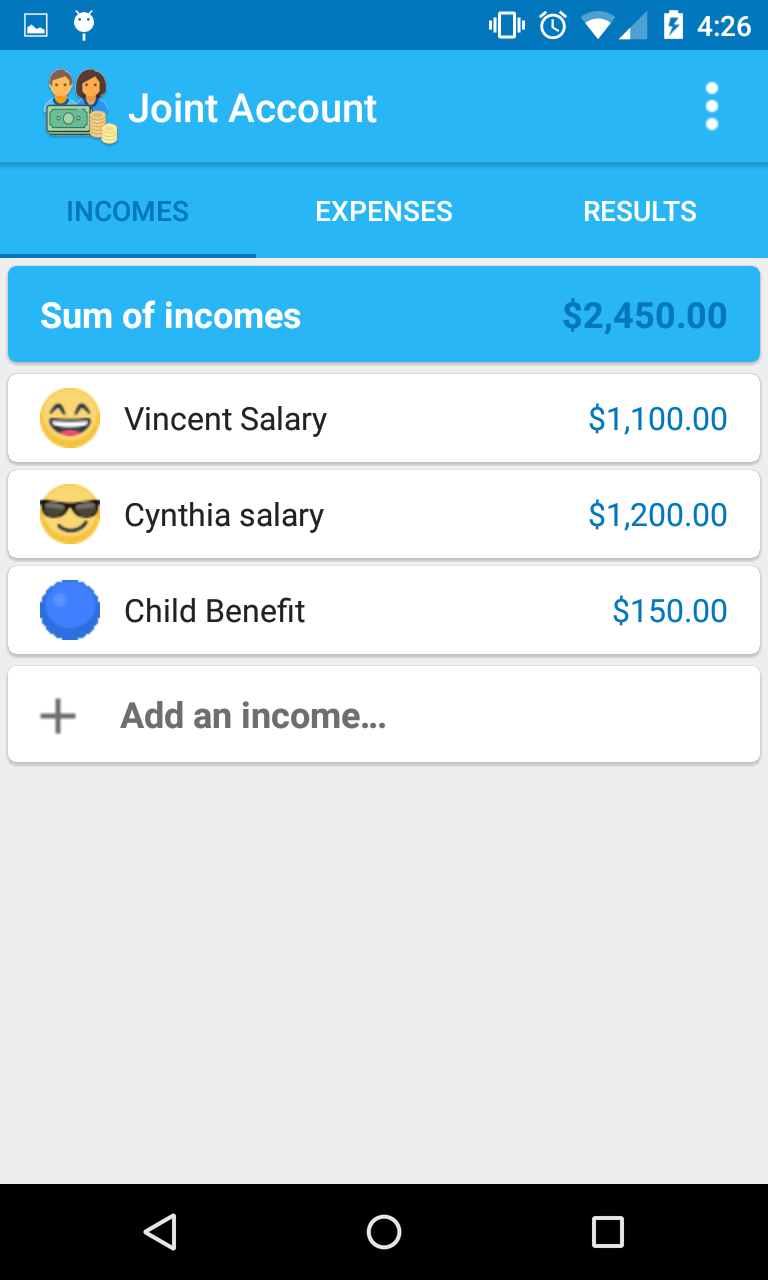 4:26
Joint Account
INCOMES EXPENSES RESULTS
Sum of incomes $2,450.00
Vincent Salary $1,100.00
Cynthia salary $1,200.00
Child Benefit $150.00
Add an income...